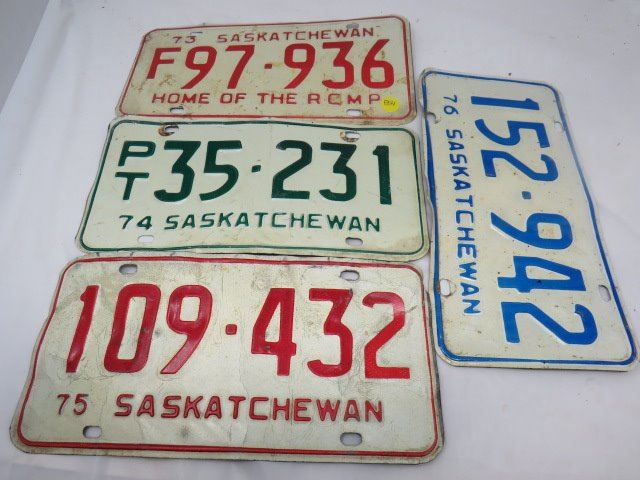 73 SASKATCHEWAN
F97·936
HOME OF THE RCMP
PT35·231
74 SASKATCHEWAN
109·432
75 SASKATCHEWAN
152·942
76 SASKATCHEWAN